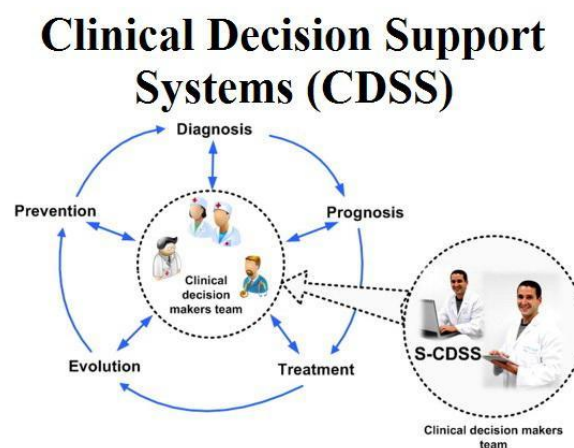 Clinical Decision Support
Systems (CDSS)
Diagnosis
Prevention
Prognosis
Clinical
decision
makers team
S-CDSS
Evolution
Treatment
Clinical decision makers
team